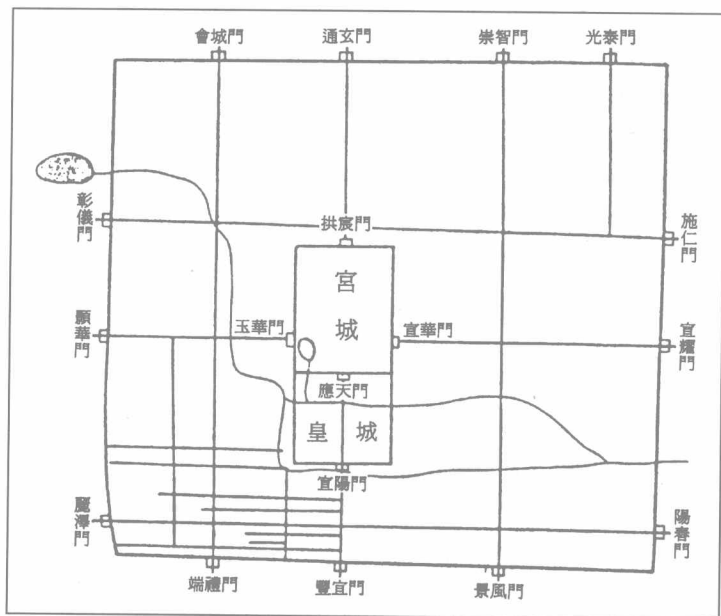 會城門
通玄門
崇智門
光泰門
彰儀門
施仁門
拱宸門
宮城
玉華門
宣華門
顥華門
宣耀門
應天門
皇城
宣陽門
麗澤門
陽春門
端禮門
豐宜門
景風門